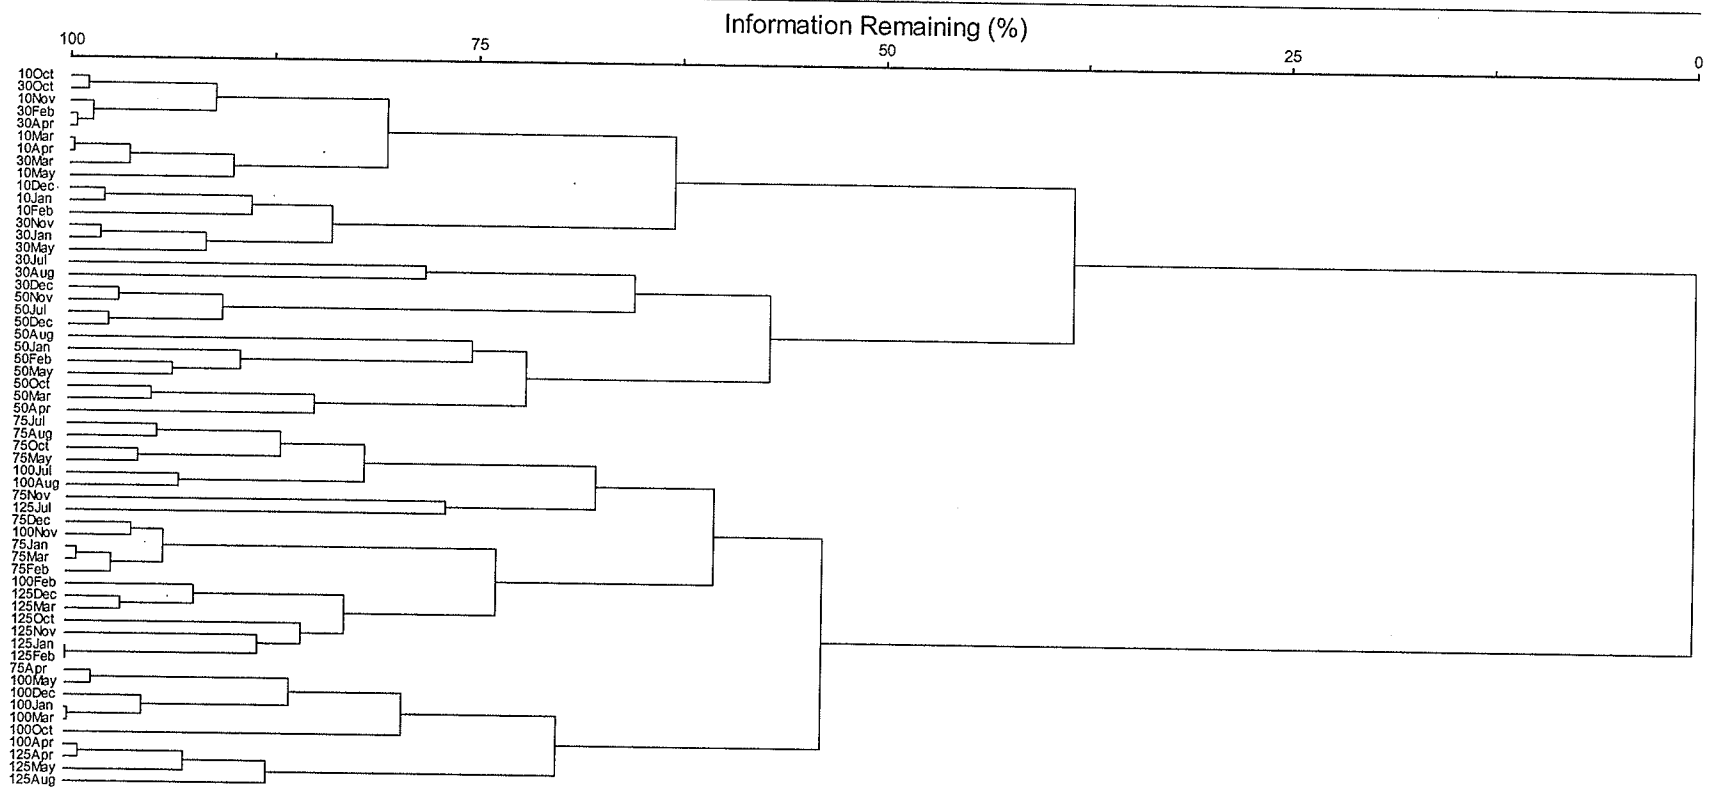 Information Remaining (%)
100 75 50 25 0
10Oct
30Oct
10Nov
30Feb
30Apr
10Mar
10Apr
30Mar
10May
10Dec
10Jan
10Feb
30Nov
30Jan
30May
30Jul
30Aug
30Dec
50Nov
50Jul
50Dec
50Aug
50Jan
50Feb
50May
50Oct
50Mar
50Apr
75Jul
75Aug
75Oct
75May
100Jul
100Aug
75Nov
125Jul
75Dec
100Nov
75Jan
75Mar
75Feb
100Feb
125Dec
125Mar
125Oct
125Nov
125Jan
125Feb
75Apr
100May
100Dec
100Jan
100Mar
100Oct
100Apr
125Apr
125May
125Aug